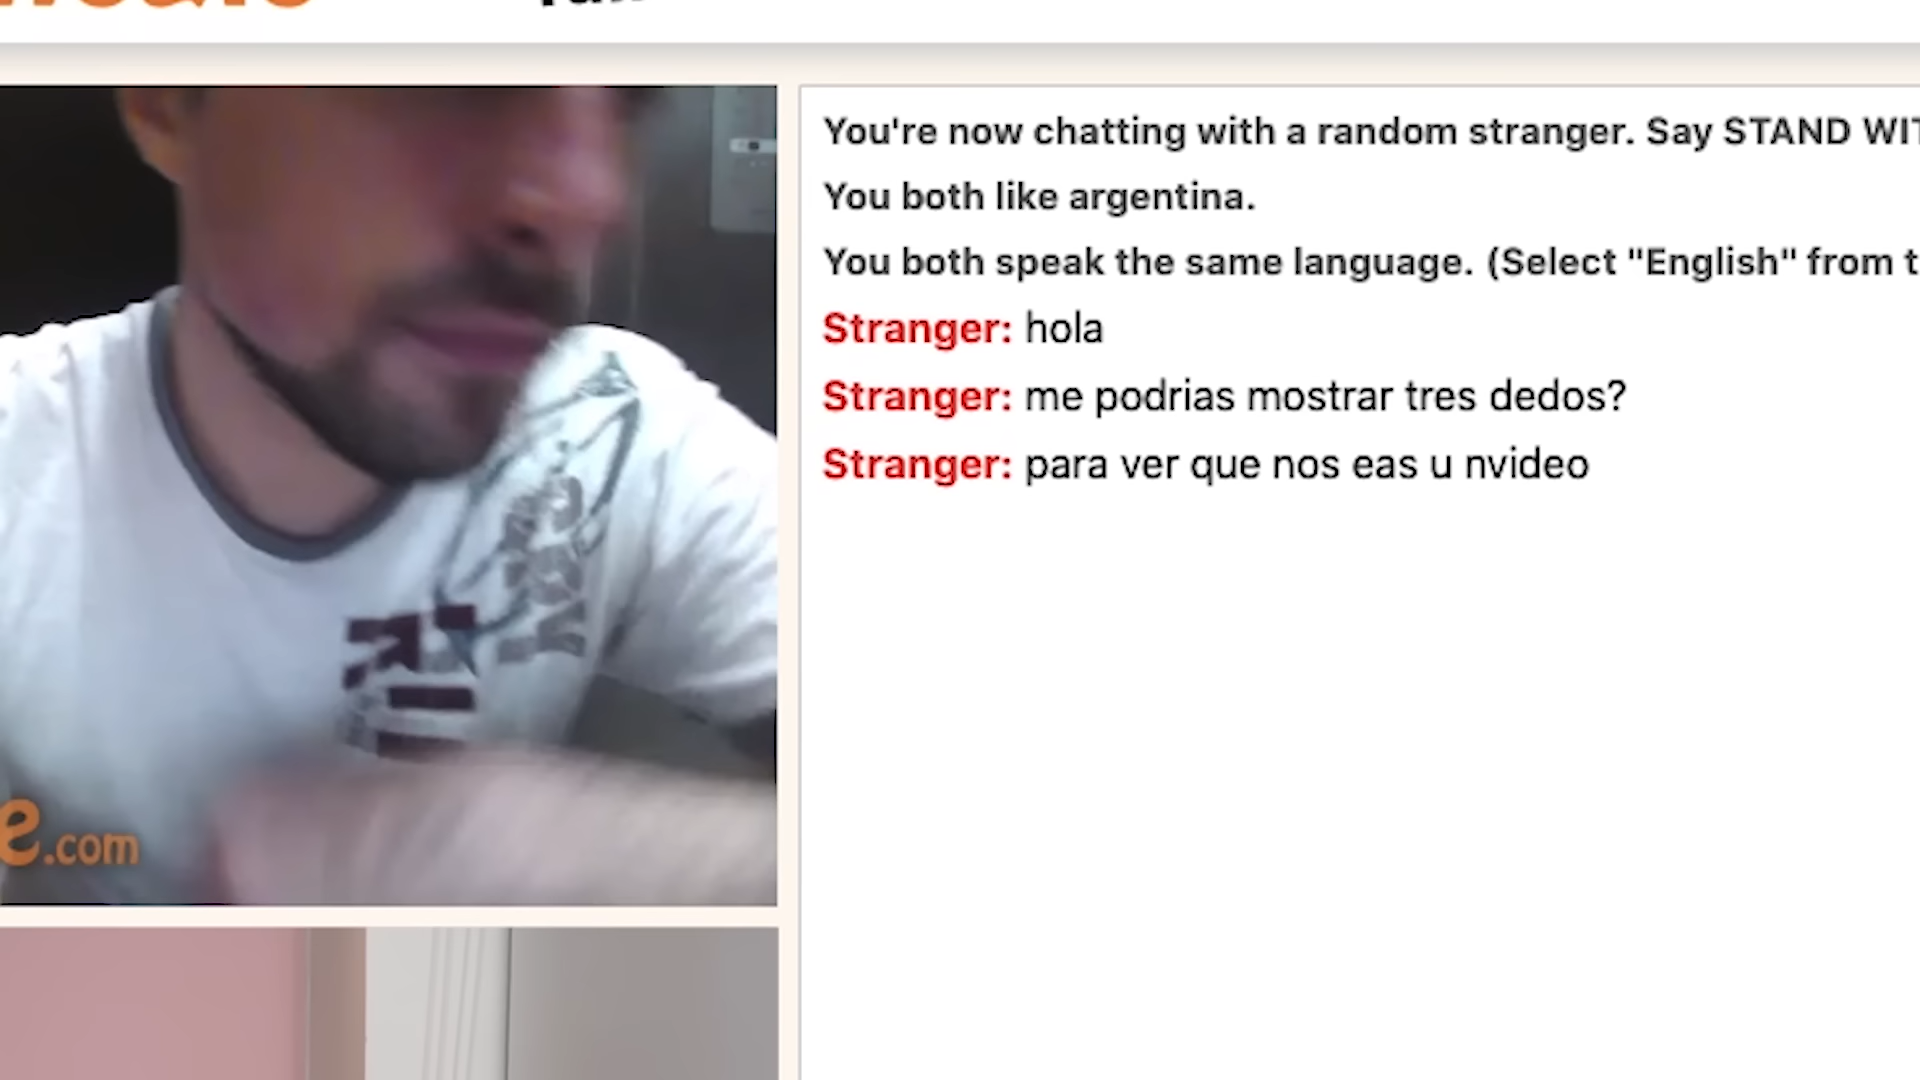 You're now chatting with a random stranger. Say STAND
You both like argentina.
You both speak the same language. (Select "English" from
Stranger: hola
Stranger: me podrias mostrar tres dedos?
Stranger: para ver que nos eas u nvideo
e.com